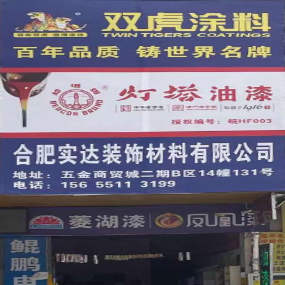 双虎涂料
TWIN TIGERS COATINGS
百年品质 铸世界名牌
灯塔油漆
BEACON BRAND
授权编号：皖HF003
合肥实达装饰材料有限公司
地址：五金商贸城二期B区14幢131号
电话：156 5511 3199
菱湖漆
凤凰
鲲鹏